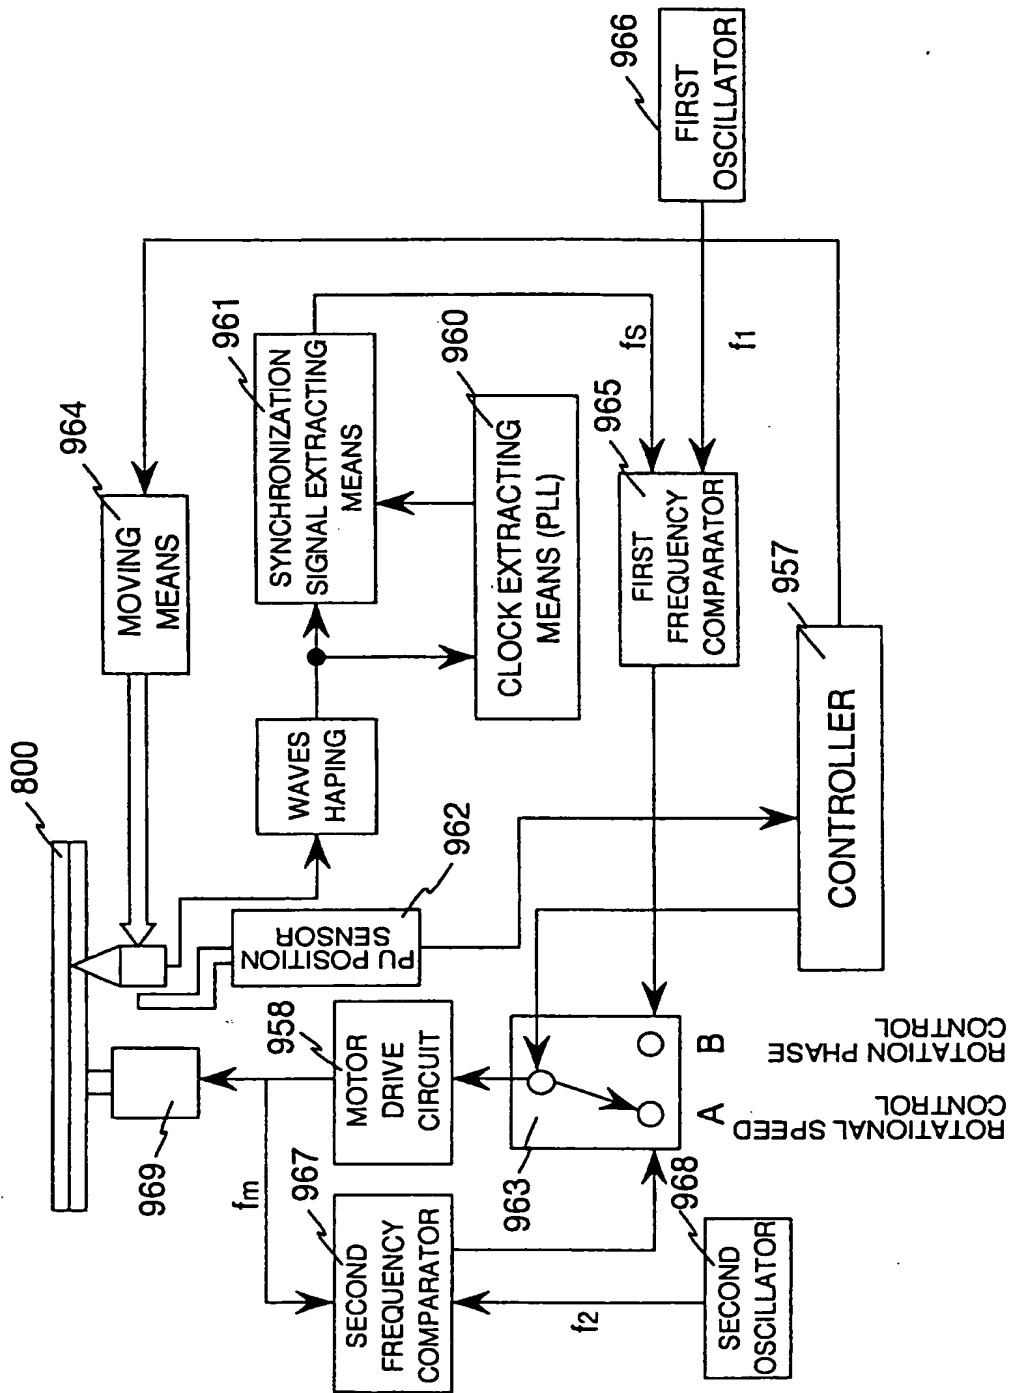 800
964
MOVING
MEANS
961
SYNCHRONIZATION
SIGNAL EXTRACTING
MEANS
966
FIRST
OSCILLATOR
WAVES
HAPING
960
CLOCK EXTRACTING
MEANS (PLL)
fs
f1
962
PU POSITION
SENSOR
965
FIRST
FREQUENCY
COMPARATOR
969
958
MOTOR
DRIVE
CIRCUIT
957
CONTROLLER
fm
967
SECOND
FREQUENCY
COMPARATOR
963
A
B
ROTATIONAL SPEED
CONTROL
ROTATION PHASE
CONTROL
f2
968
SECOND
OSCILLATOR